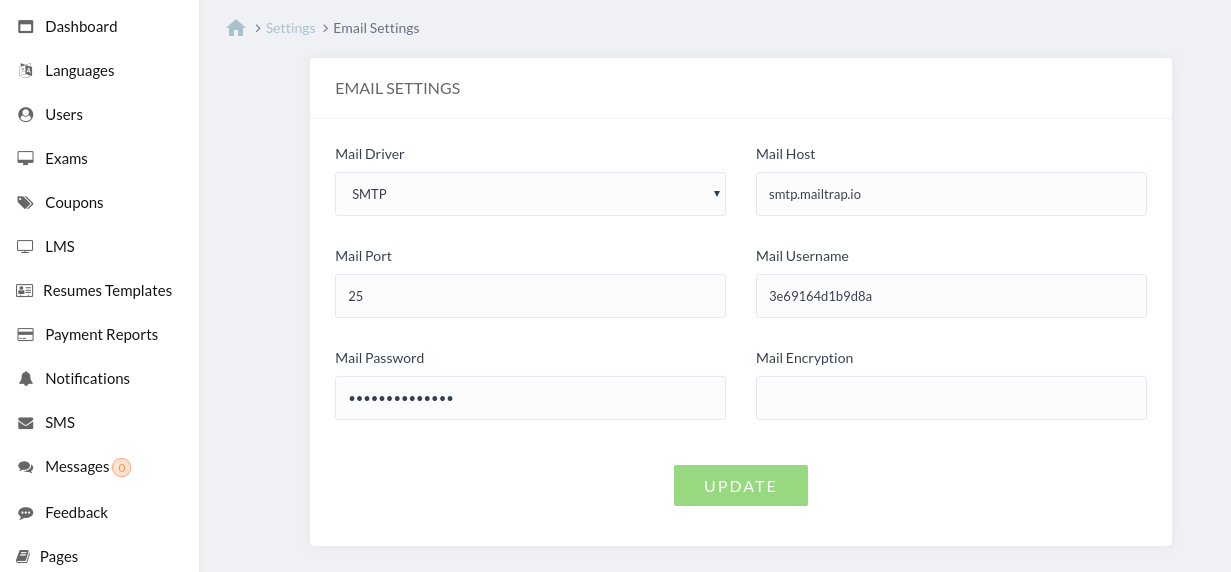 Dashboard
Languages
Users
Exams
Coupons
LMS
Resumes Templates
Payment Reports
Notifications
SMS
Messages 0
Feedback
Pages
Settings Email Settings
EMAIL SETTINGS
Mail Driver Mail Host
SMTP smtp.mailtrap.io
Mail Port Mail Username
25 3e69164d1b9d8a
Mail Password Mail Encryption
••••••••••••••
UPDATE